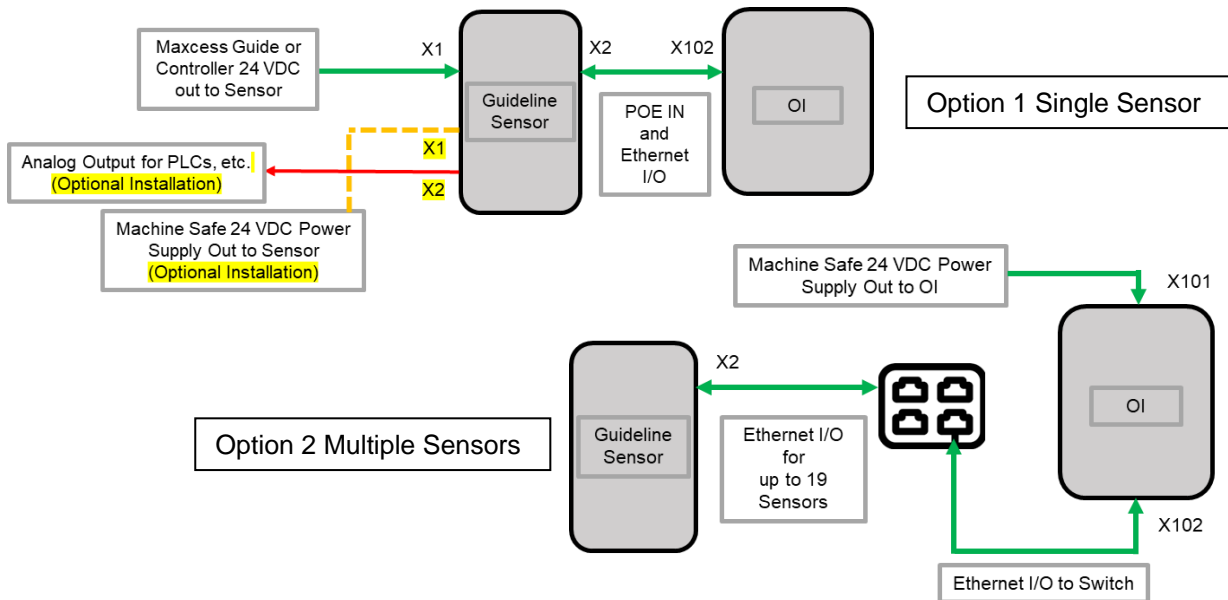 Maxcess Guide or
Controller 24 VDC
out to Sensor
X1
Guideline
Sensor
X2
X102
POE IN
and
Ethernet
I/O
OI
Option 1 Single Sensor
Analog Output for PLCs, etc.
(Optional Installation)
X1
X2
Machine Safe 24 VDC Power
Supply Out to Sensor
(Optional Installation)
Machine Safe 24 VDC Power
Supply Out to OI
X101
Option 2 Multiple Sensors
Guideline
Sensor
X2
Ethernet I/O
for
up to 19
Sensors
OI
X102
Ethernet I/O to Switch